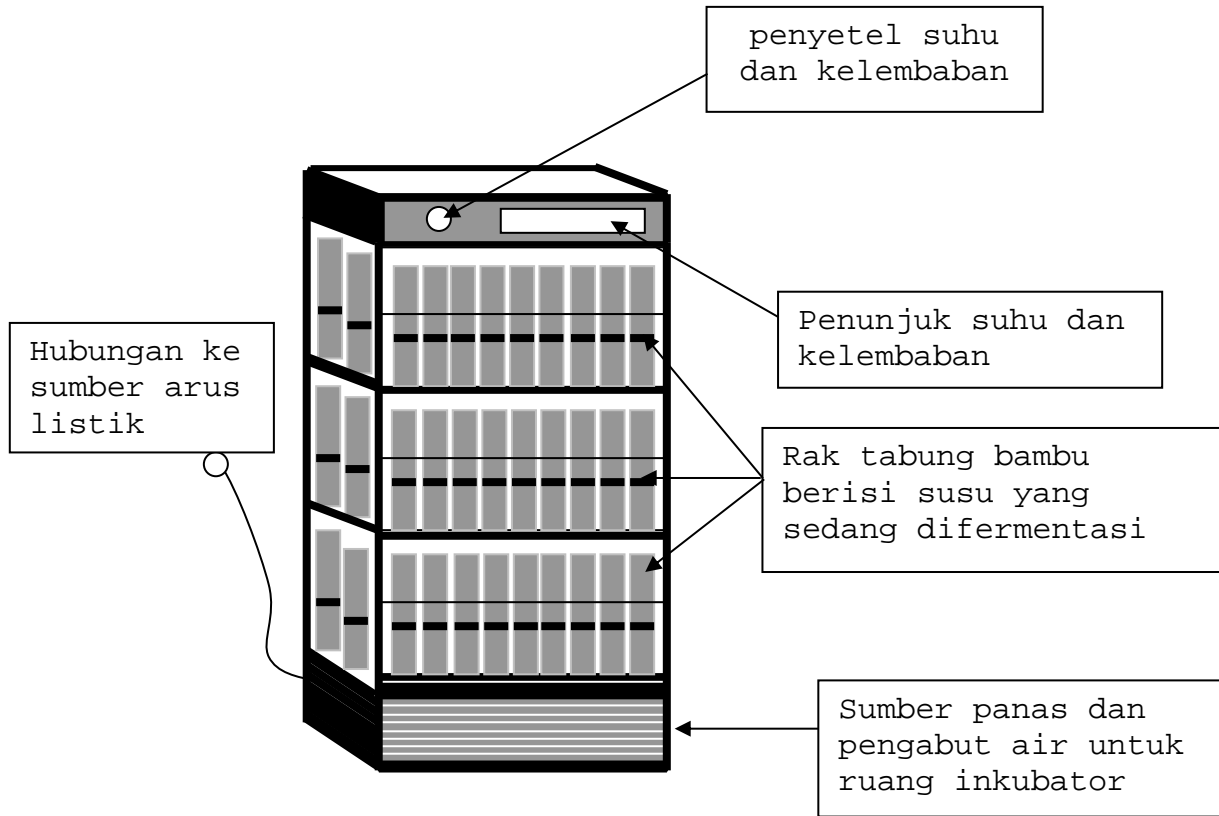 penyetel suhu
dan kelembaban
Penunjuk suhu dan
kelembaban
Hubungan ke
sumber arus
listik
Rak tabung bambu
berisi susu yang
sedang difermentasi
Sumber panas dan
pengabut air untuk
ruang inkubator